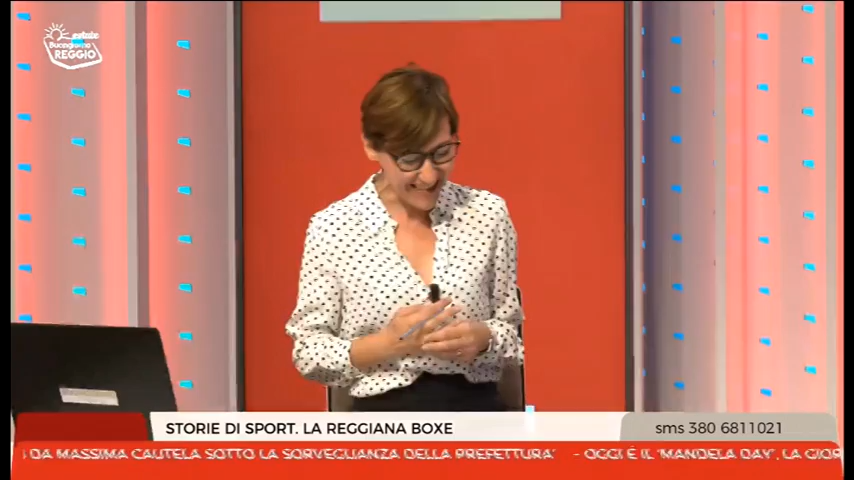 estate
Buongiorno
REGGIO
STORIE DI SPORT. LA REGGIANA BOXE
sms 380 6811021
DA MASSIMA CAUTELA SOTTO LA SORVEGLIANZA DELLA PREFETTURA" - OGGI È IL "MANDELA DAY", LA GIOR